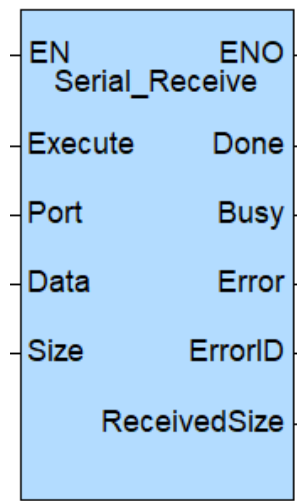 EN ENO
Serial_Receive
Execute Done
Port Busy
Data Error
Size ErrorID
ReceivedSize